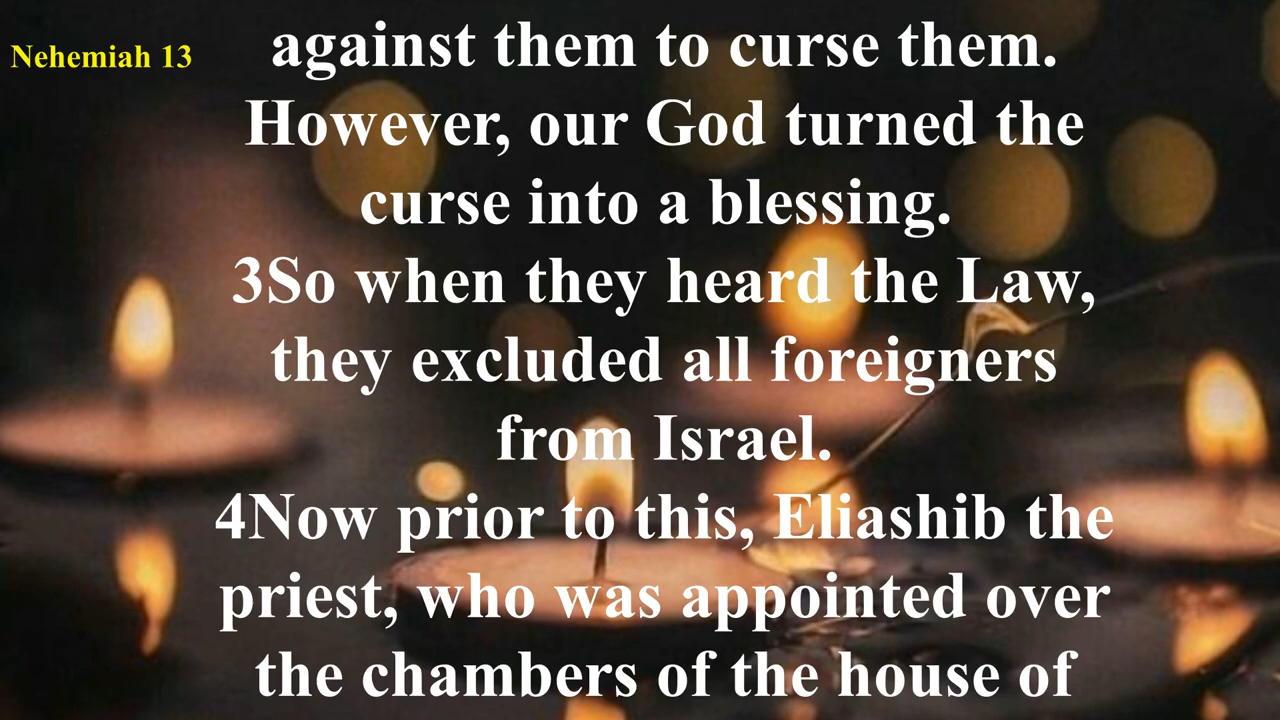 Nehemiah 13
against them to curse them.
However, our God turned the
curse into a blessing.
3So when they heard the Law,
they excluded all foreigners
from Israel.
4Now prior to this, Eliashib the
priest, who was appointed over
the chambers of the house of